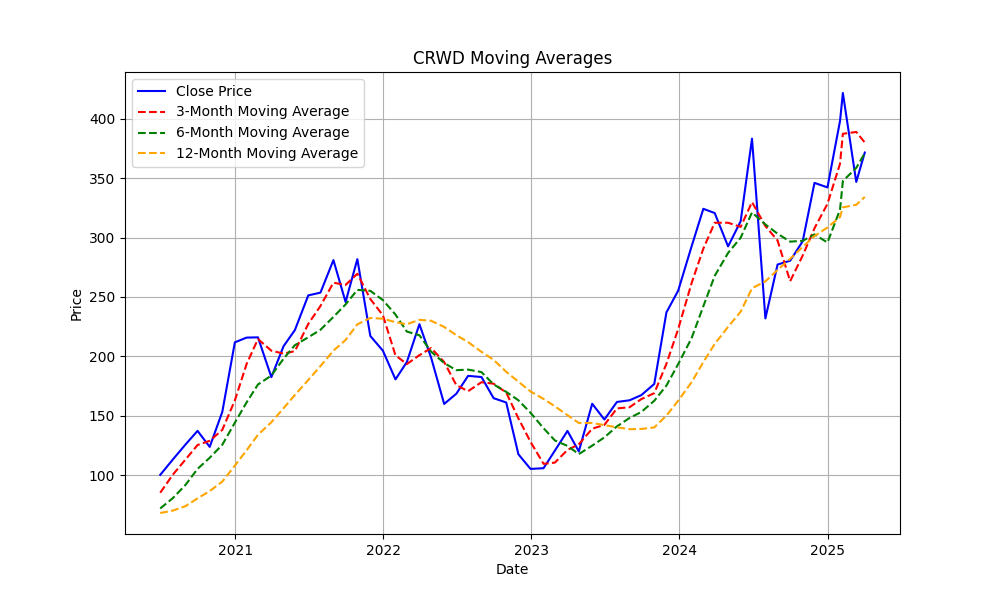 CRWD Moving Averages
Close Price
3-Month Moving Average
6-Month Moving Average
12-Month Moving Average
400
350
300
250
200
150
100
Price
2021
2022
2023
2024
2025
Date